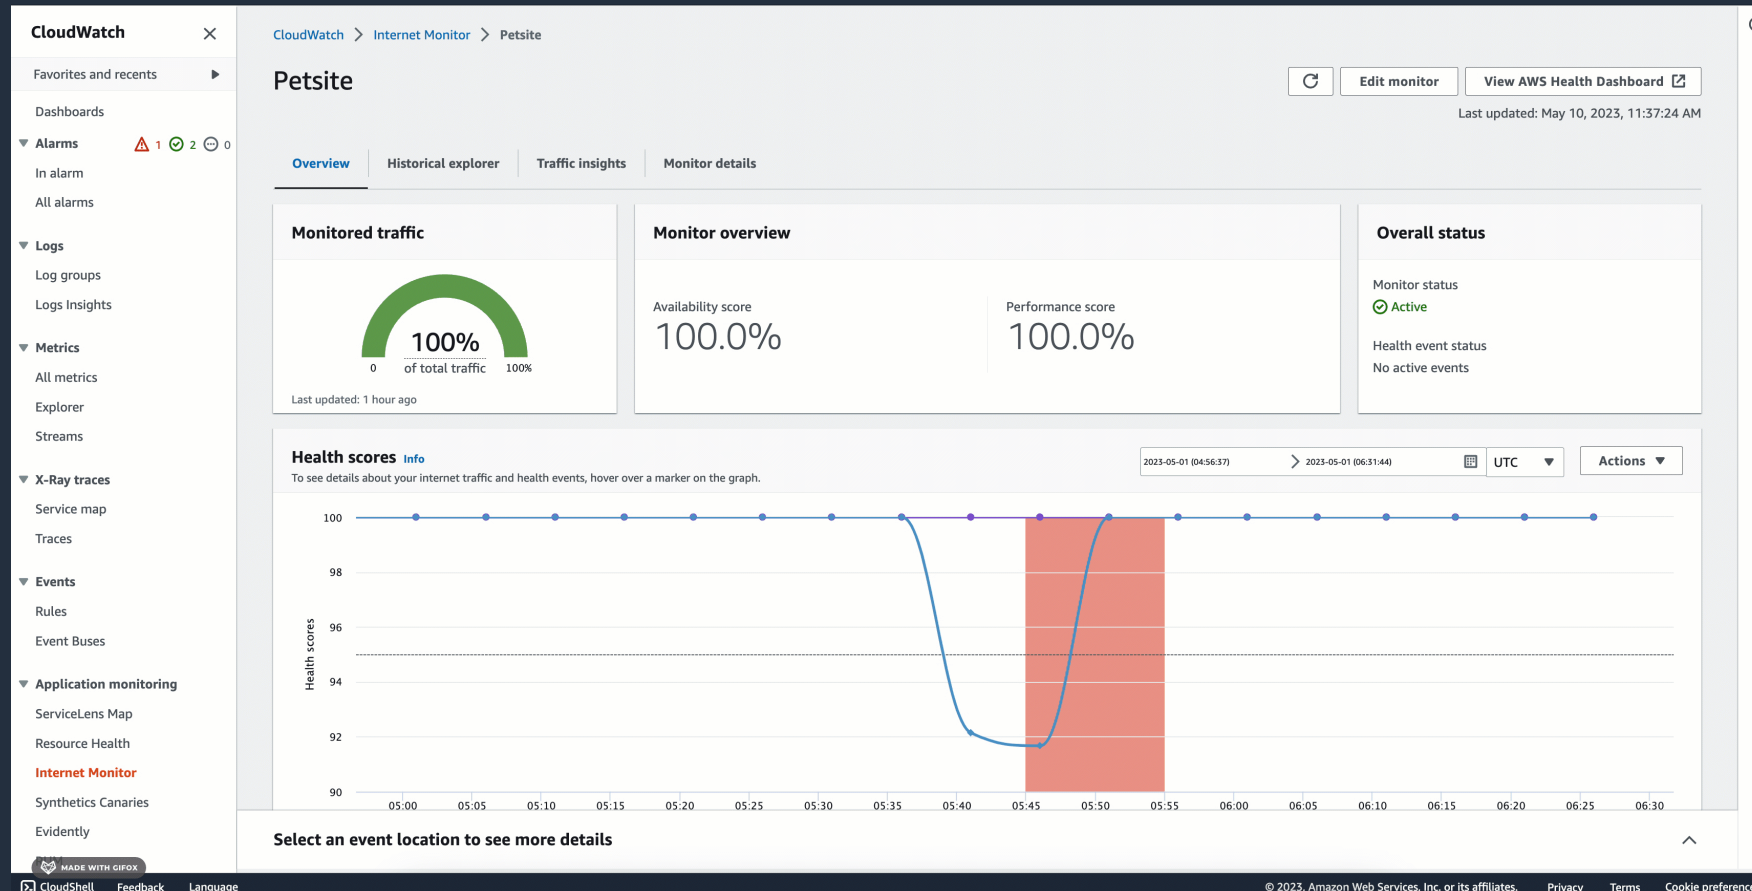 CloudWatch
Favorites and recents
Dashboards
Alarms 1 2 0
In alarm
All alarms
Logs
Log groups
Logs Insights
Metrics
All metrics
Explorer
Streams
X-Ray traces
Service map
Traces
Events
Rules
Event Buses
Application monitoring
ServiceLens Map
Resource Health
Internet Monitor
Synthetics Canaries
Evidently
MADE WITH GIFOX
CloudWatch > Internet Monitor > Petsite
Petsite
Edit monitor
View AWS Health Dashboard
Last updated: May 10, 2023, 11:37:24 AM
Overview Historical explorer Traffic insights Monitor details
Monitored traffic
100%
0 of total traffic 100%
Last updated: 1 hour ago
Monitor overview
Availability score
100.0%
Performance score
100.0%
Overall status
Monitor status
Active
Health event status
No active events
Health scores Info
To see details about your internet traffic and health events, hover over a marker on the graph.
2023-05-01 (04:56:37) 2023-05-01 (06:31:44) UTC Actions
Health scores
100
98
96
94
92
90
05:00 05:05 05:10 05:15 05:20 05:25 05:30 05:35 05:40 05:45 05:50 05:55 06:00 06:05 06:10 06:15 06:20 06:25 06:30
Select an event location to see more details
CloudShell Feedback Language © 2023, Amazon Web Services, Inc. or its affiliates. Privacy Terms Cookie